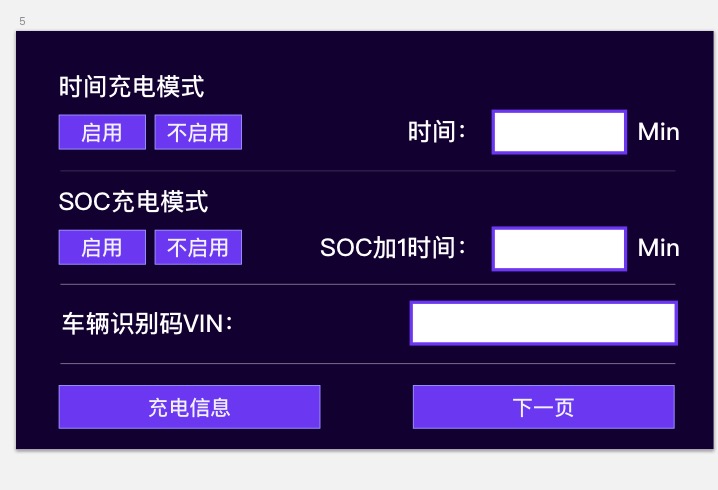 5
时间充电模式
启用 不启用 时间： Min
SOC充电模式
启用 不启用 SOC加1时间： Min
车辆识别码VIN：
充电信息 下一页